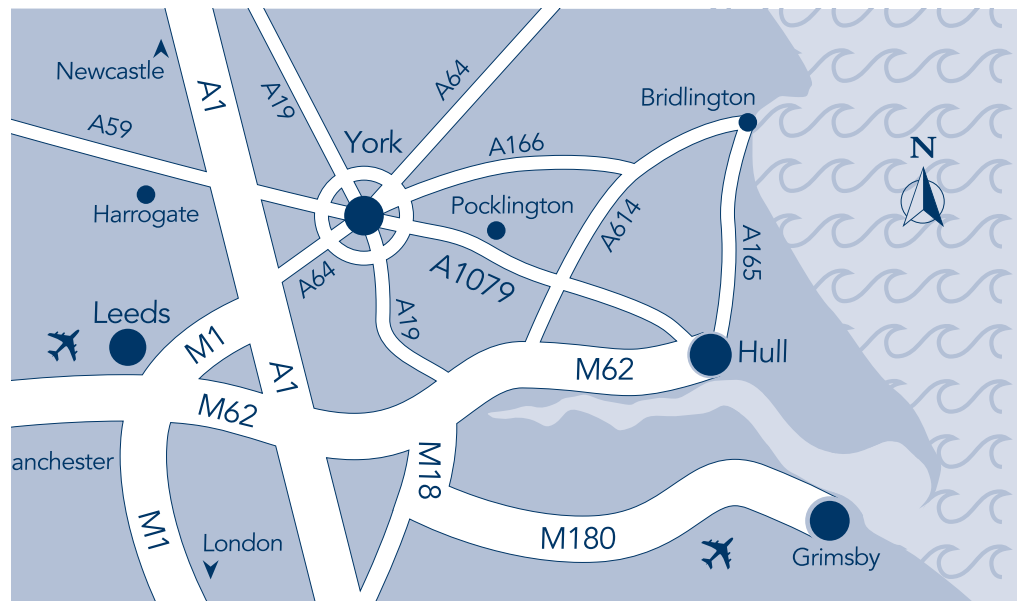 Newcastle
A1
A19
A64
Bridlington
A59
York
A166
N
Harrogate
Pocklington
A614
A165
A64
A1079
Leeds
M1
A19
Hull
A1
M62
M62
anchester
M18
M1
London
M180
Grimsby